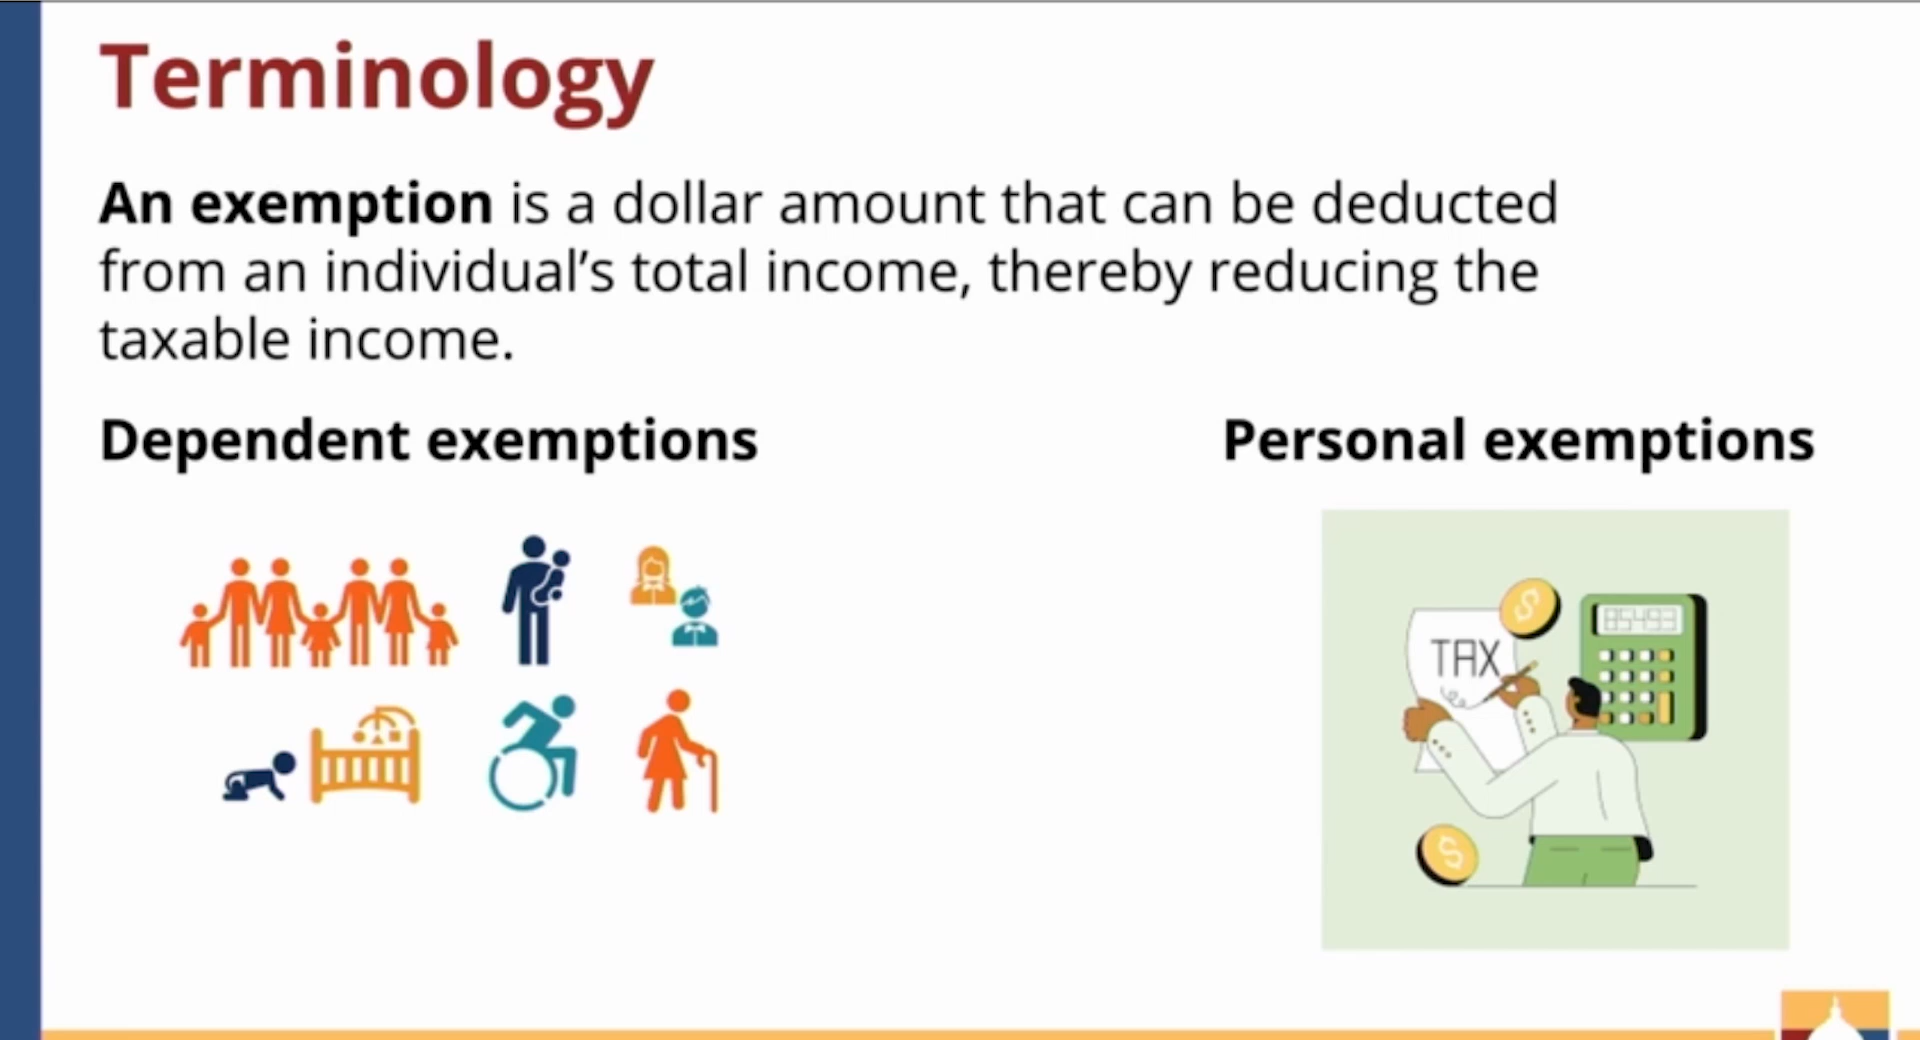 Terminology
An exemption is a dollar amount that can be deducted
from an individual’s total income, thereby reducing the
taxable income.
Dependent exemptions
Personal exemptions
$
TAX
$